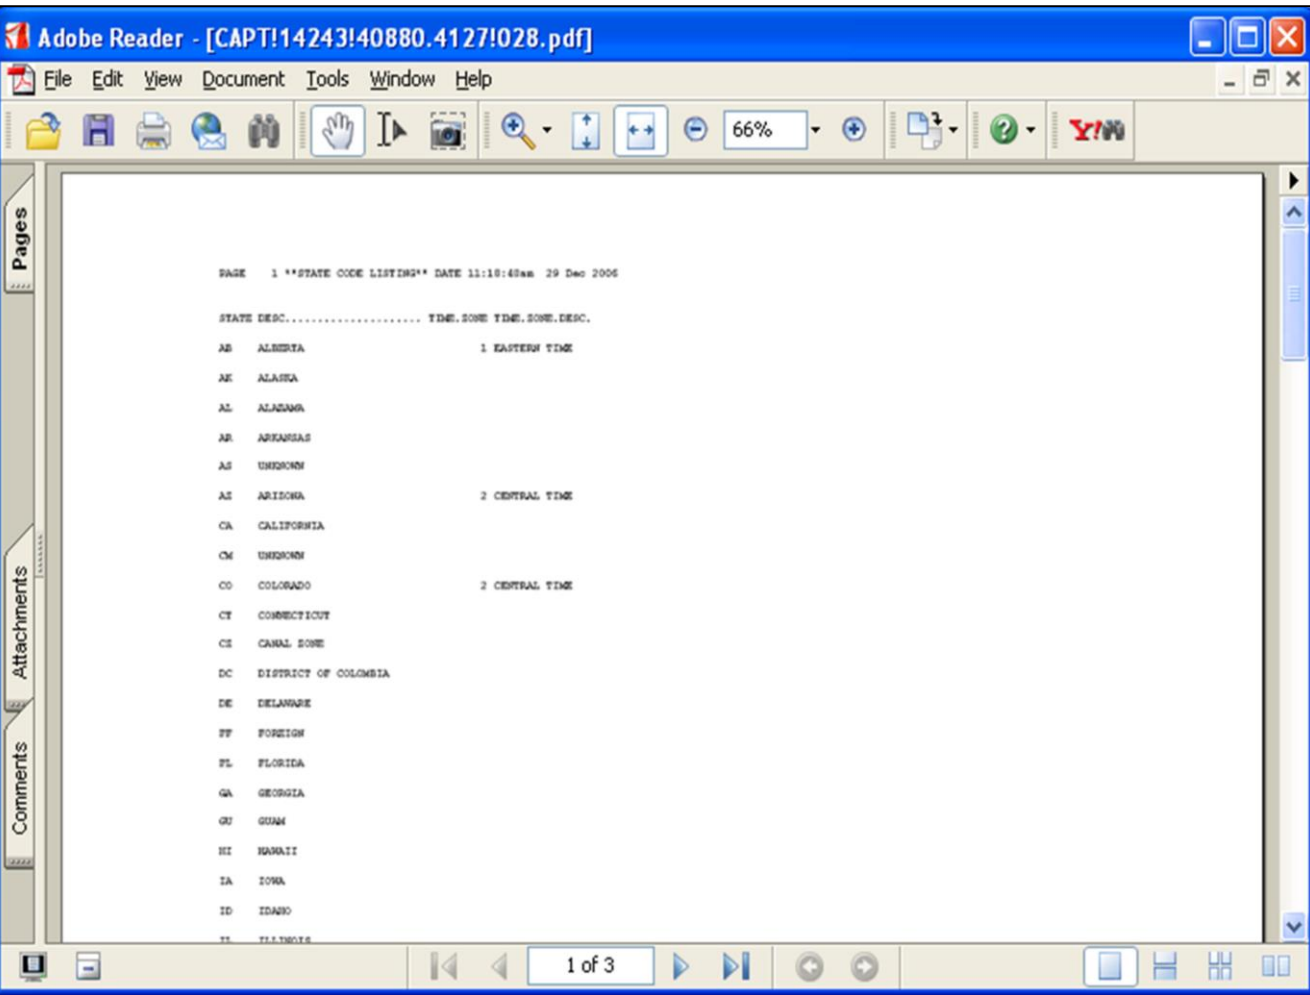 Adobe Reader - [CAPT!14243!40880.4127!028.pdf]
File Edit View Document Tools Window Help
66%
Y!
Pages
Attachments
Comments
PAGE 1 **STATE CODE LISTING** DATE 11:18:48am 29 Dec 2006
STATE DESC..................... TIME.ZONE TIME.ZONE.DESC.
AB ALBERTA 1 EASTERN TIME
AK ALASKA
AL ALABAMA
AR ARKANSAS
AS UNKNOWN
AZ ARIZONA 2 CENTRAL TIME
CA CALIFORNIA
CM UNKNOWN
CO COLORADO 2 CENTRAL TIME
CT CONNECTICUT
CZ CANAL ZONE
DC DISTRICT OF COLOMBIA
DE DELAWARE
FF FOREIGN
FL FLORIDA
GA GEORGIA
GU GUAM
HI HAWAII
IA IOWA
ID IDAHO
IL ILLINOIS
1 of 3